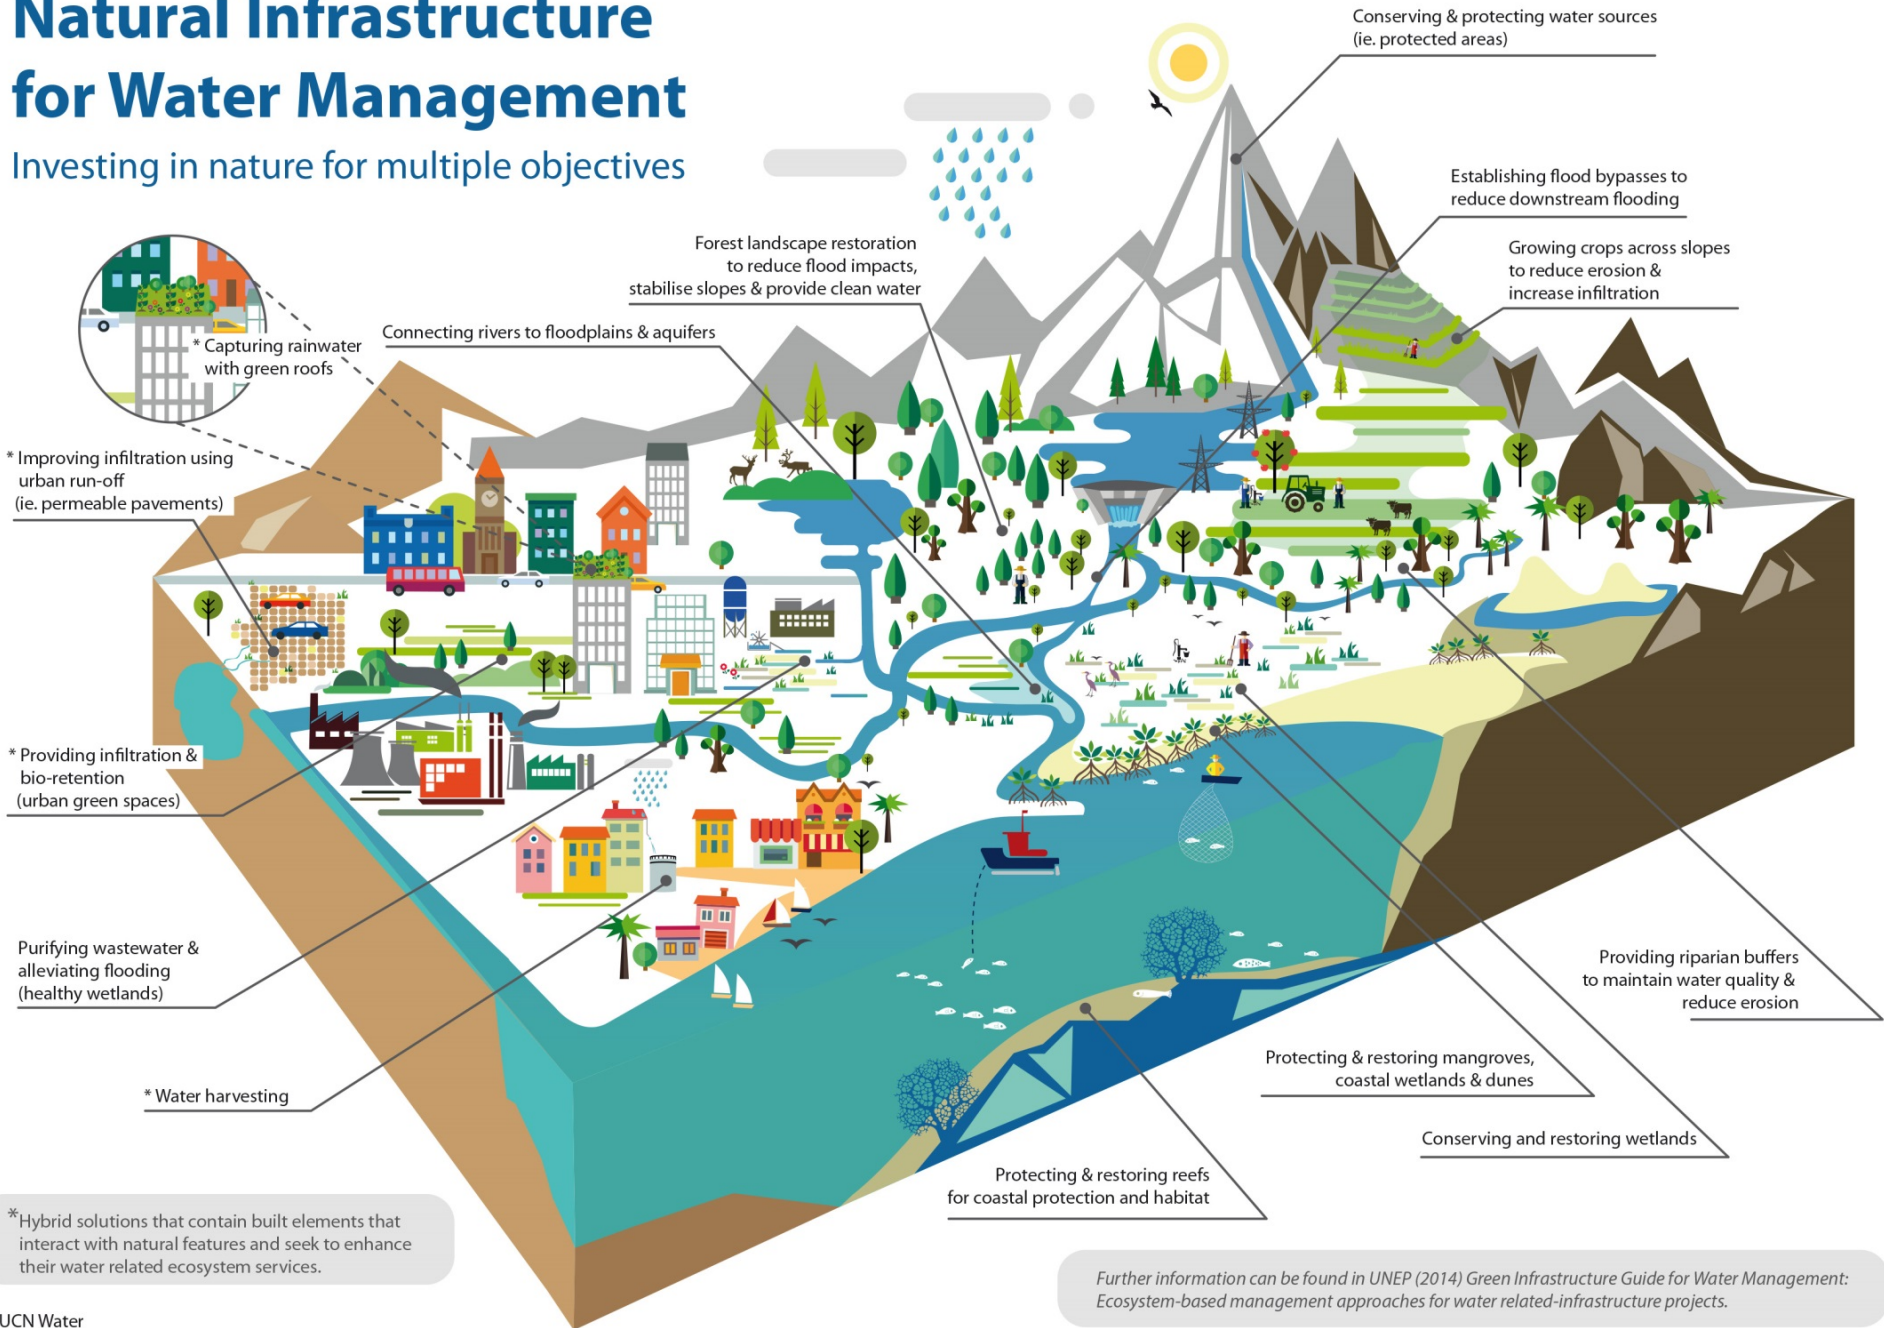 Natural Infrastructure
for Water Management
Investing in nature for multiple objectives
Conserving & protecting water sources
(ie. protected areas)
Establishing flood bypasses to
reduce downstream flooding
Growing crops across slopes
to reduce erosion &
increase infiltration
Forest landscape restoration
to reduce flood impacts,
stabilise slopes & provide clean water
Connecting rivers to floodplains & aquifers
* Capturing rainwater
with green roofs
* Improving infiltration using
urban run-off
(ie. permeable pavements)
* Providing infiltration &
bio-retention
(urban green spaces)
Purifying wastewater &
alleviating flooding
(healthy wetlands)
* Water harvesting
Providing riparian buffers
to maintain water quality &
reduce erosion
Protecting & restoring mangroves,
coastal wetlands & dunes
Conserving and restoring wetlands
Protecting & restoring reefs
for coastal protection and habitat
*Hybrid solutions that contain built elements that
interact with natural features and seek to enhance
their water related ecosystem services.
Further information can be found in UNEP (2014) Green Infrastructure Guide for Water Management:
Ecosystem-based management approaches for water related-infrastructure projects.
UCN Water